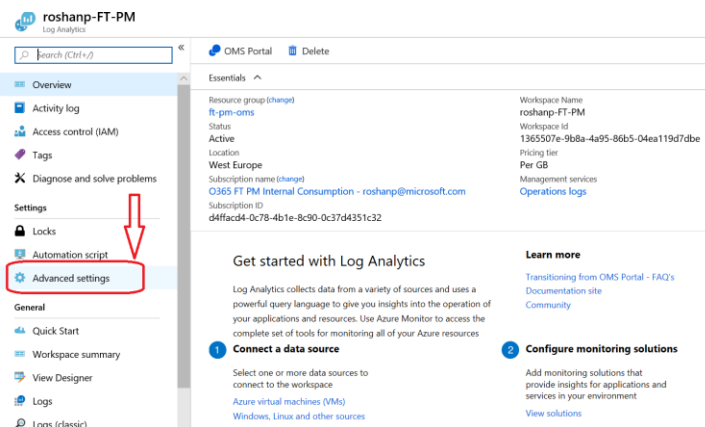 roshanp-FT-PM
Log Analytics
Search (Ctrl+/)
«
Overview
Activity log
Access control (IAM)
Tags
Diagnose and solve problems
Settings
Locks
Automation script
Advanced settings
General
Quick Start
Workspace summary
View Designer
Logs
Logs (classic)
OMS Portal Delete
Essentials
Resource group (change)
ft-pm-oms
Status
Active
Location
West Europe
Subscription name (change)
O365 FT PM Internal Consumption - roshanp@microsoft.com
Subscription ID
d4ffacd4-0c78-4b1e-8c90-0c37d4351c32
Workspace Name
roshanp-FT-PM
Workspace Id
1365507e-9b8a-4a95-86b5-04ea119d7dbe
Pricing tier
Per GB
Management services
Operations logs
Get started with Log Analytics
Log Analytics collects data from a variety of sources and uses a
powerful query language to give you insights into the operation of
your applications and resources. Use Azure Monitor to access the
complete set of tools for monitoring all of your Azure resources
Learn more
Transitioning from OMS Portal - FAQ's
Documentation site
Community
1 Connect a data source
Select one or more data sources to
connect to the workspace
Azure virtual machines (VMs)
Windows, Linux and other sources
2 Configure monitoring solutions
Add monitoring solutions that
provide insights for applications and
services in your environment
View solutions